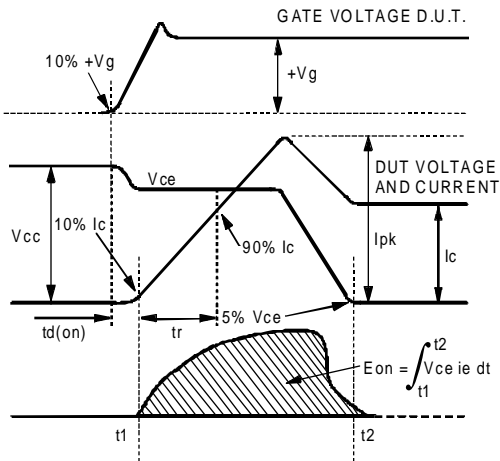 GATE VOLTAGE D.U.T.
10% +Vg
+Vg
Vce
DUT VOLTAGE
AND CURRENT
Vcc
10% Ic
90% Ic
Ipk
Ic
td(on)
tr
5% Vce
Eon = ∫ Vce ie dt
t2
t1
t1
t2